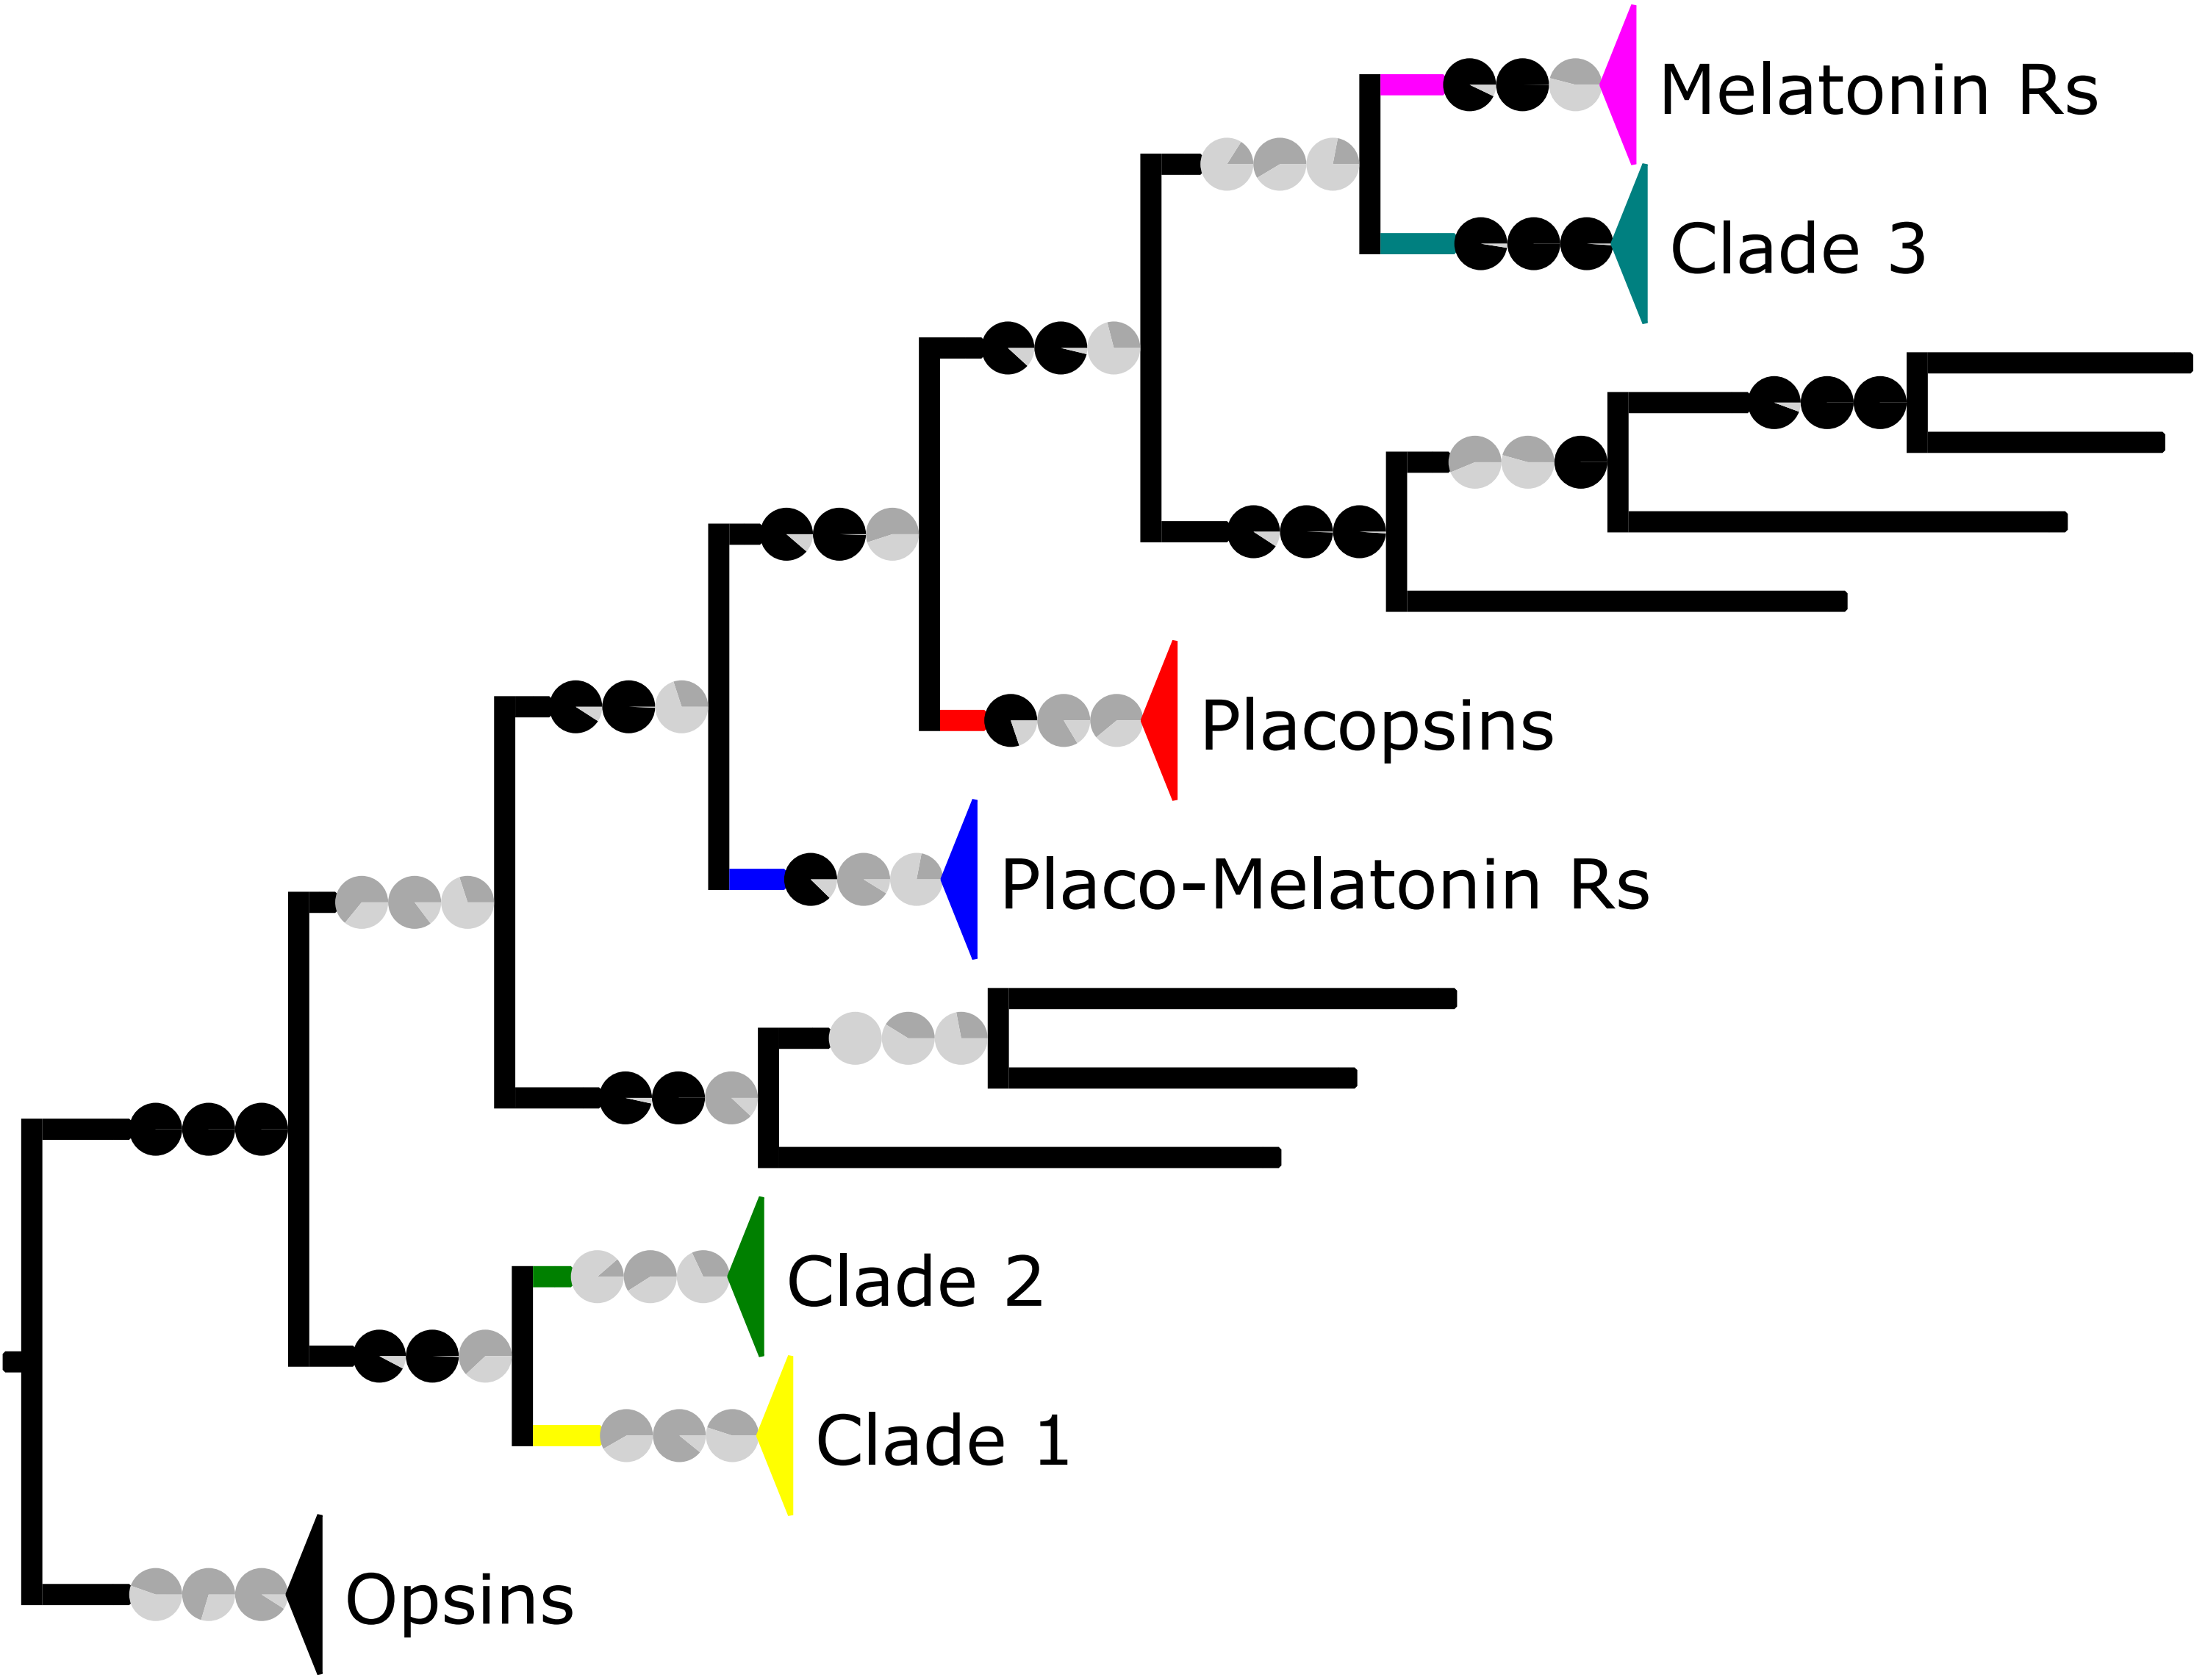 Melatonin Rs
Clade 3
Placopsins
Placo-Melatonin Rs
Clade 2
Clade 1
Opsins